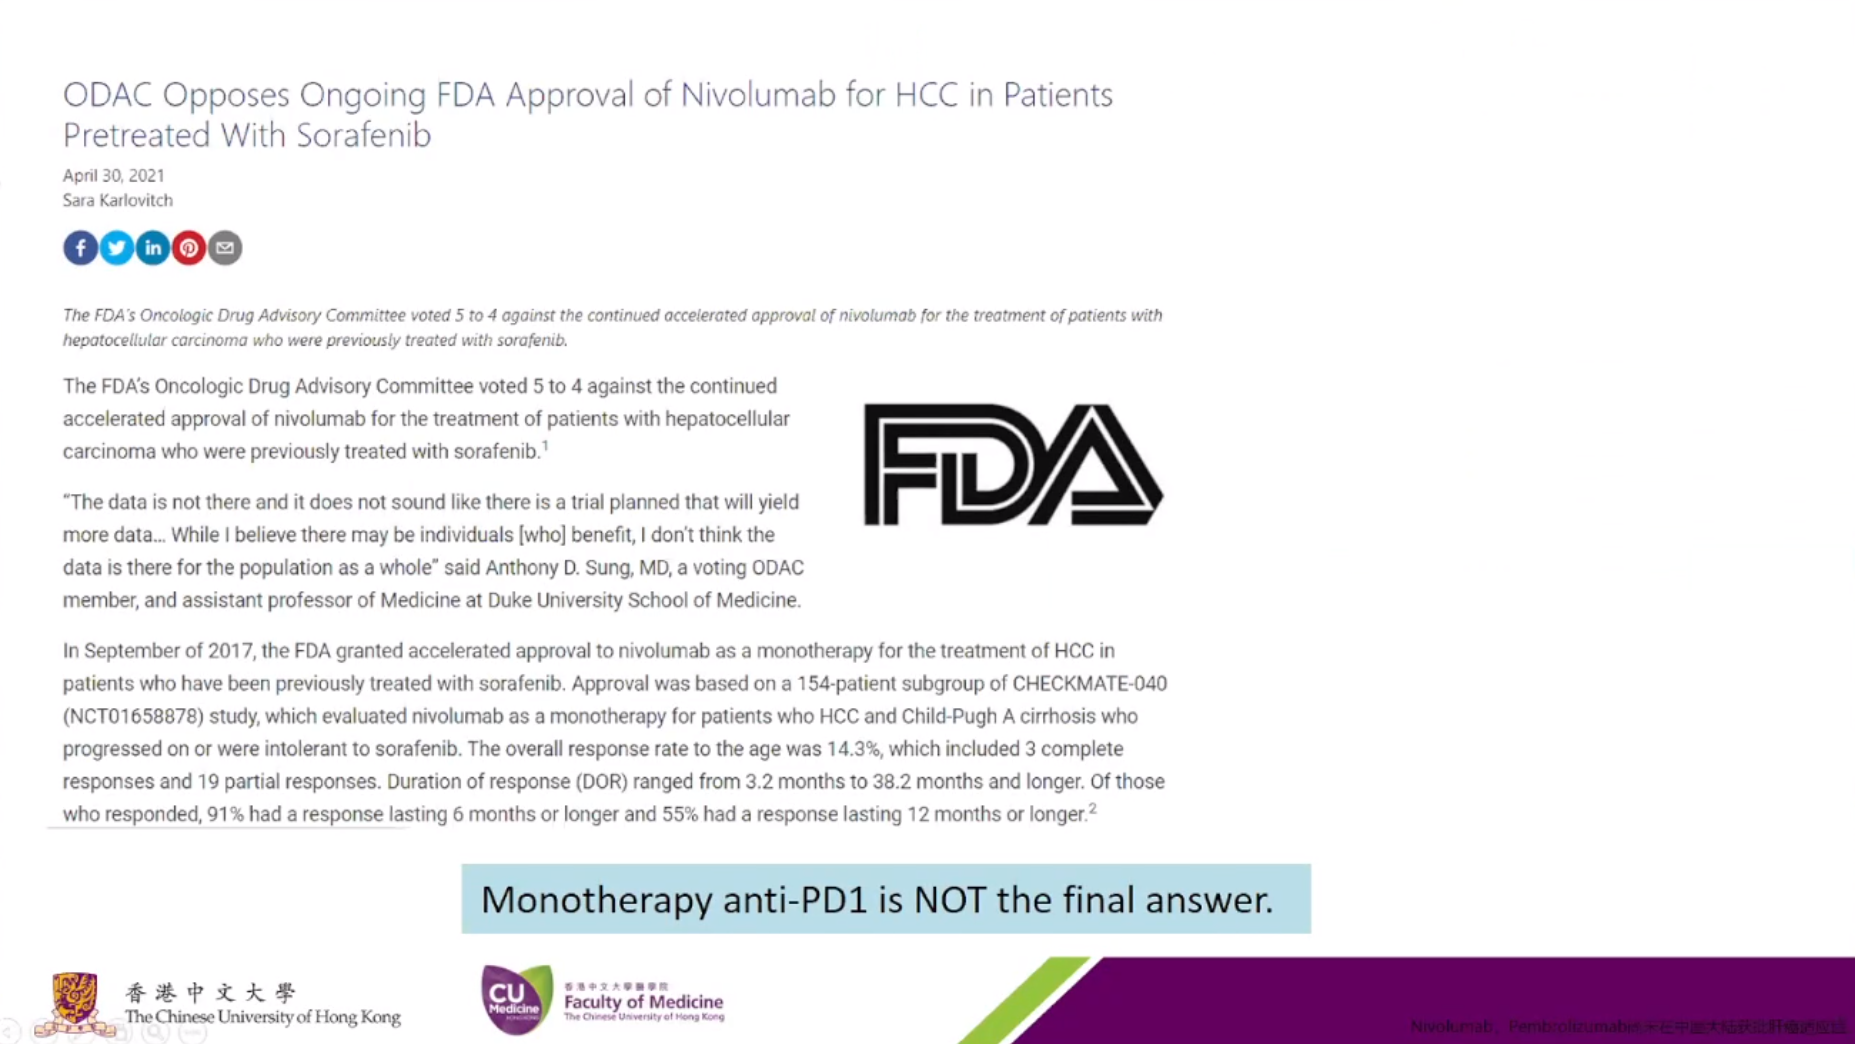 ODAC Opposes Ongoing FDA Approval of Nivolumab for HCC in Patients
Pretreated With Sorafenib
April 30, 2021
Sara Karlovitch
The FDA's Oncologic Drug Advisory Committee voted 5 to 4 against the continued accelerated approval of nivolumab for the treatment of patients with
hepatocellular carcinoma who were previously treated with sorafenib.
The FDA's Oncologic Drug Advisory Committee voted 5 to 4 against the continued
accelerated approval of nivolumab for the treatment of patients with hepatocellular
carcinoma who were previously treated with sorafenib.1
FDA
“The data is not there and it does not sound like there is a trial planned that will yield
more data... While I believe there may be individuals [who] benefit, I don't think the
data is there for the population as a whole” said Anthony D. Sung, MD, a voting ODAC
member, and assistant professor of Medicine at Duke University School of Medicine.
In September of 2017, the FDA granted accelerated approval to nivolumab as a monotherapy for the treatment of HCC in
patients who have been previously treated with sorafenib. Approval was based on a 154-patient subgroup of CHECKMATE-040
(NCT01658878) study, which evaluated nivolumab as a monotherapy for patients who HCC and Child-Pugh A cirrhosis who
progressed on or were intolerant to sorafenib. The overall response rate to the age was 14.3%, which included 3 complete
responses and 19 partial responses. Duration of response (DOR) ranged from 3.2 months to 38.2 months and longer. Of those
who responded, 91% had a response lasting 6 months or longer and 55% had a response lasting 12 months or longer.2
Monotherapy anti-PD1 is NOT the final answer.
香港中文大學
The Chinese University of Hong Kong
CU
Medicine
HONG KONG
香港中文大學醫學院
Faculty of Medicine
The Chinese University of Hong Kong
Nivolumab, Pembrolizumab